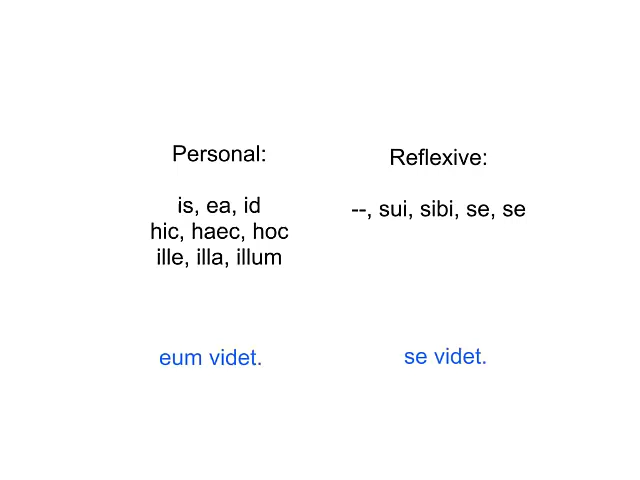 Personal:
is, ea, id
hic, haec, hoc
ille, illa, illum
eum videt.
Reflexive:
--, sui, sibi, se, se
se videt.